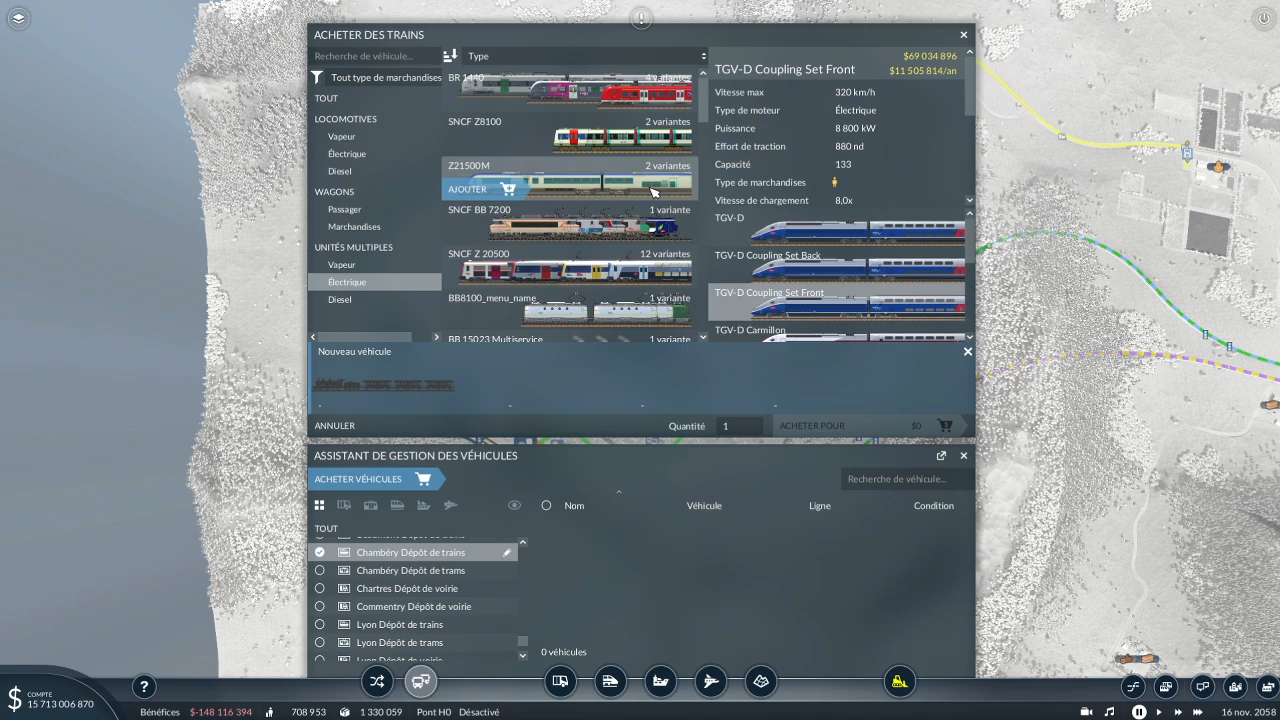 ACHETER DES TRAINS
Recherche de véhicule...
Type
Tout type de marchandises
TOUT
LOCOMOTIVES
Vapeur
Électrique
Diesel
WAGONS
Passager
Marchandises
UNITÉS MULTIPLES
Vapeur
Électrique
Diesel
BR 1440 4 variantes
SNCF Z8100 2 variantes
Z21500M 2 variantes
AJOUTER
SNCF BB 7200 1 variante
SNCF Z 20500 12 variantes
BB8100_menu_name 1 variante
BB 15023 Multiservice 1 variante
$69 034 896
TGV-D Coupling Set Front $11 505 814/an
Vitesse max 320 km/h
Type de moteur Électrique
Puissance 8 800 kW
Effort de traction 880 nd
Capacité 133
Type de marchandises
Vitesse de chargement 8,0x
TGV-D
TGV-D Coupling Set Back
TGV-D Coupling Set Front
TGV-D Carmillon
Nouveau véhicule
- - - -
ANNULER Quantité 1 ACHETER POUR $0
ASSISTANT DE GESTION DES VÉHICULES
ACHETER VÉHICULES
Recherche de véhicule...
Nom Véhicule Ligne Condition
TOUT
Chambéry Dépôt de trains
Chambéry Dépôt de trams
Chartres Dépôt de voirie
Commentry Dépôt de voirie
Lyon Dépôt de trains
Lyon Dépôt de trams
Lyon Dépôt de voirie
0 véhicules
?
$ COMPTE
15 713 006 870
Bénéfices $-148 116 394 708 953 1 330 059 Pont H0 Désactivé
16 nov. 2058